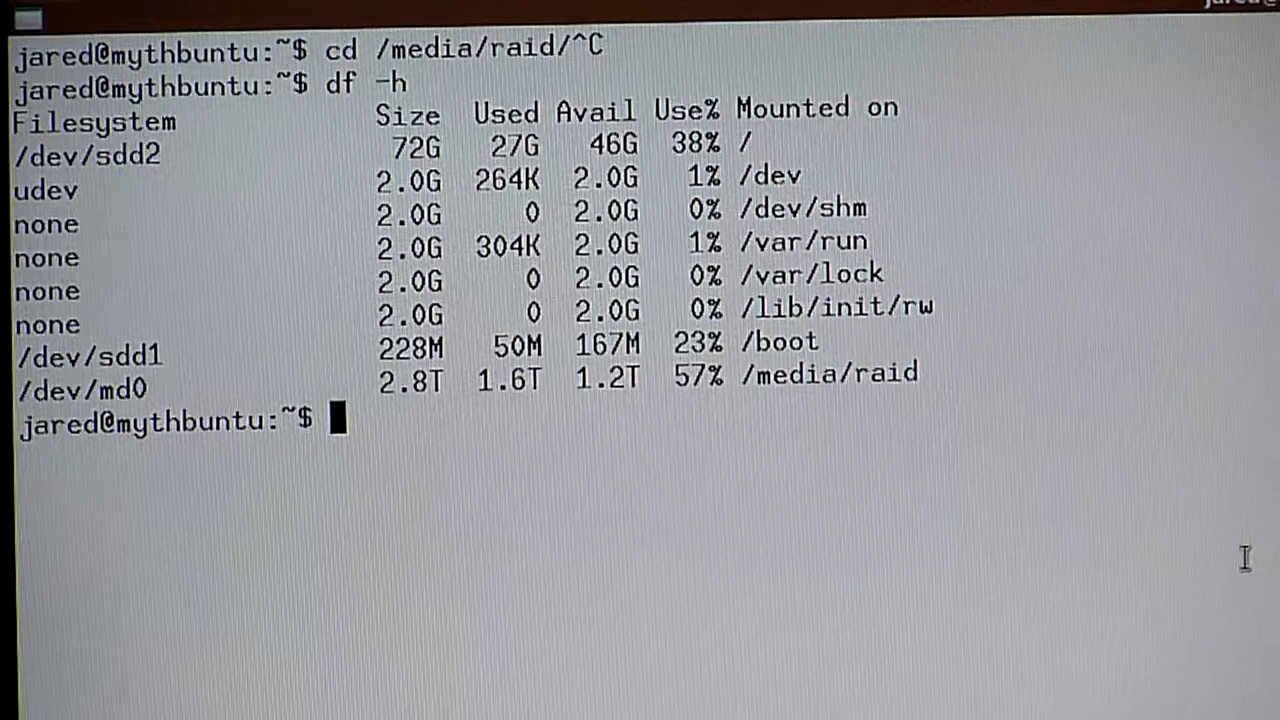 jared@mythbuntu:~$ cd /media/raid/^C
jared@mythbuntu:~$ df -h
Filesystem Size Used Avail Use% Mounted on
/dev/sdd2 72G 27G 46G 38% /
udev 2.0G 264K 2.0G 1% /dev
none 2.0G 0 2.0G 0% /dev/shm
none 2.0G 304K 2.0G 1% /var/run
none 2.0G 0 2.0G 0% /var/lock
none 2.0G 0 2.0G 0% /lib/init/rw
/dev/sdd1 228M 50M 167M 23% /boot
/dev/md0 2.8T 1.6T 1.2T 57% /media/raid
jared@mythbuntu:~$